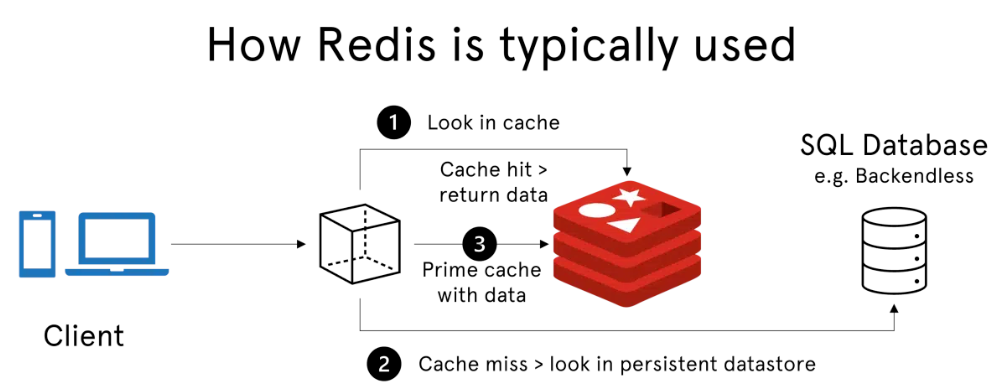 How Redis is typically used
1 Look in cache
Cache hit >
return data
SQL Database
e.g. Backendless
3
Prime cache
with data
Client
2 Cache miss > look in persistent datastore